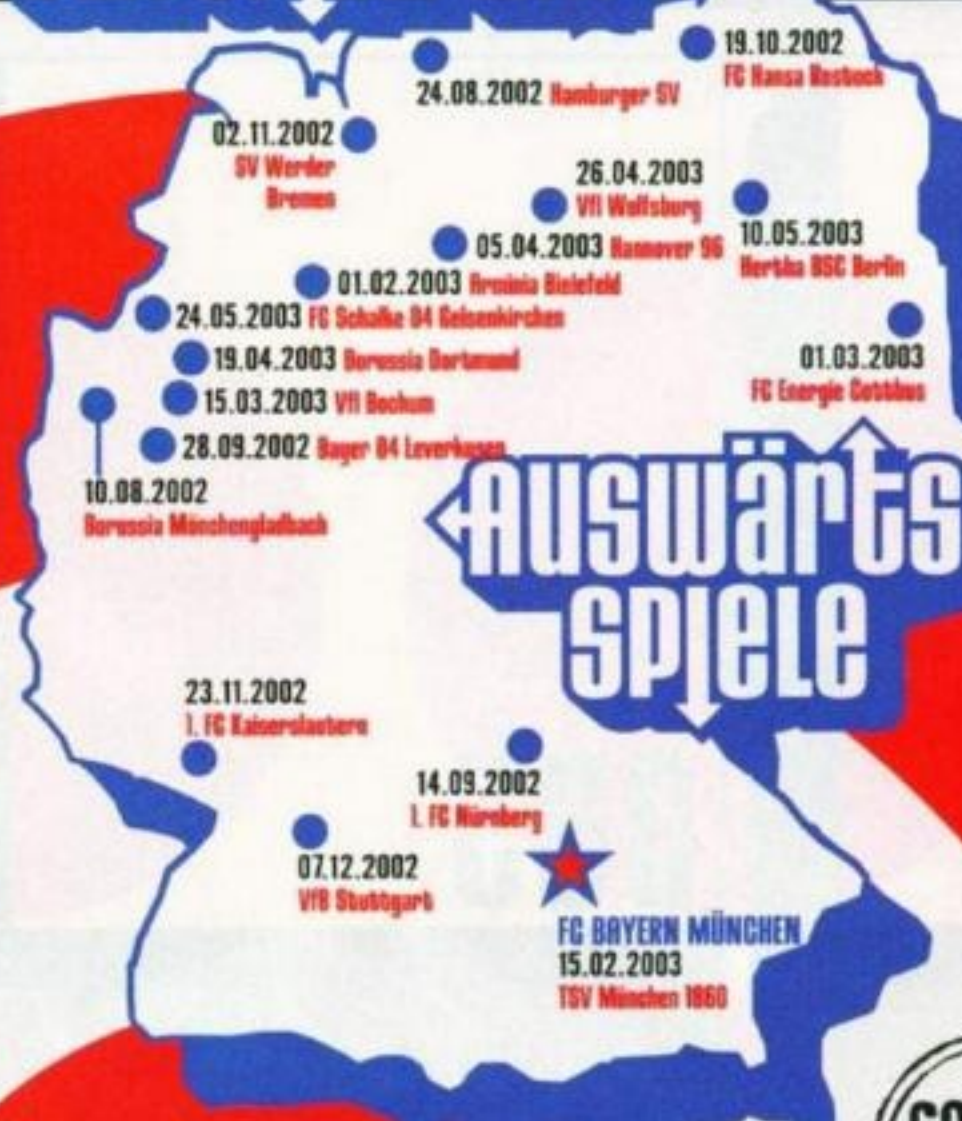 19.10.2002
FC Hansa Rostock
24.08.2002 Hamburger SV
02.11.2002
SV Werder
Bremen
26.04.2003
Vfl Wolfsburg
05.04.2003 Hannover 96
10.05.2003
Hertha BSC Berlin
01.02.2003 Arminia Bielefeld
24.05.2003 FC Schalke 04 Gelsenkirchen
19.04.2003 Borussia Dortmund
01.03.2003
FC Energie Cottbus
15.03.2003 Vfl Bochum
28.09.2002 Bayer 04 Leverkusen
10.08.2002
Borussia Mönchengladbach
Auswärts
Spiele
23.11.2002
1. FC Kaiserslautern
14.09.2002
1. FC Nürnberg
07.12.2002
VfB Stuttgart
FC BAYERN MÜNCHEN
15.02.2003
TSV München 1860